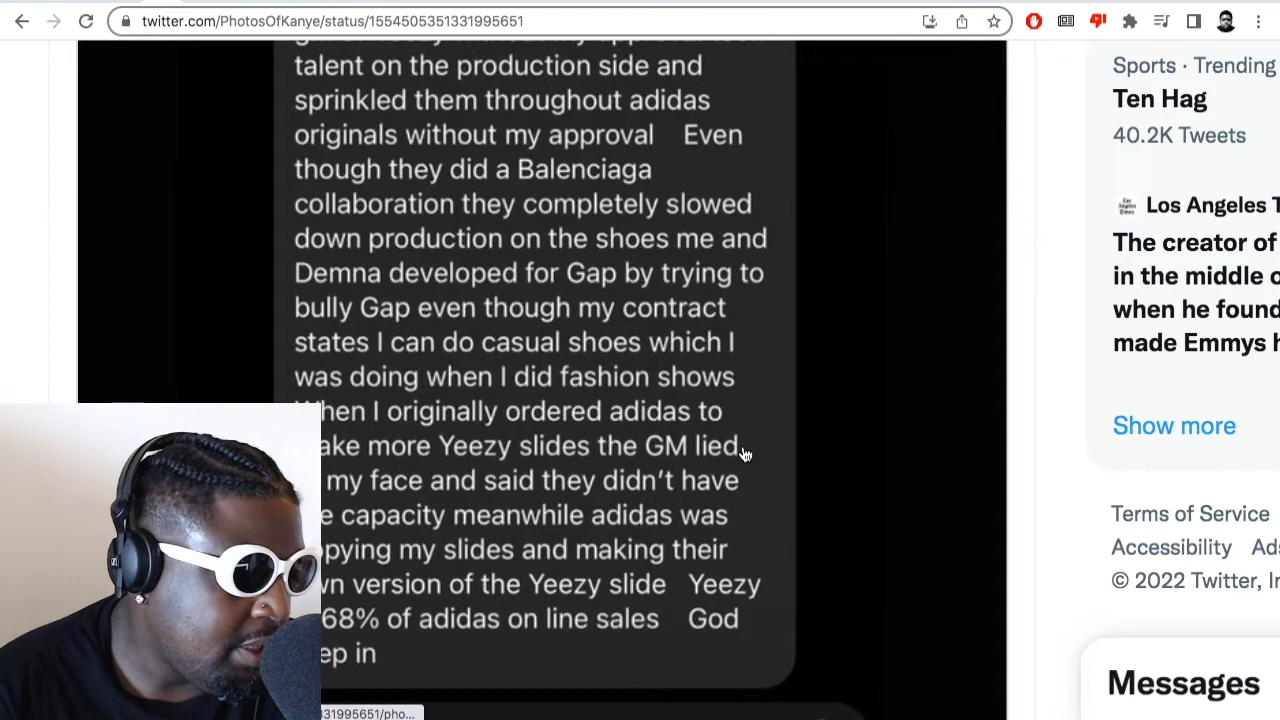 twitter.com/PhotosOfKanye/status/1554505351331995651
talent on the production side and
sprinkled them throughout adidas
originals without my approval Even
though they did a Balenciaga
collaboration they completely slowed
down production on the shoes me and
Demna developed for Gap by trying to
bully Gap even though my contract
states I can do casual shoes which I
was doing when I did fashion shows
hen I originally ordered adidas to
ake more Yeezy slides the GM lied
my face and said they didn't have
e capacity meanwhile adidas was
opying my slides and making their
wn version of the Yeezy slide Yeezy
68% of adidas on line sales God
ep in
31995651/pho...
Sports · Trending
Ten Hag
40.2K Tweets
Los Angeles T
The creator of
in the middle o
when he found
made Emmys h
Show more
Terms of Service
Accessibility Ad
© 2022 Twitter, In
Messages